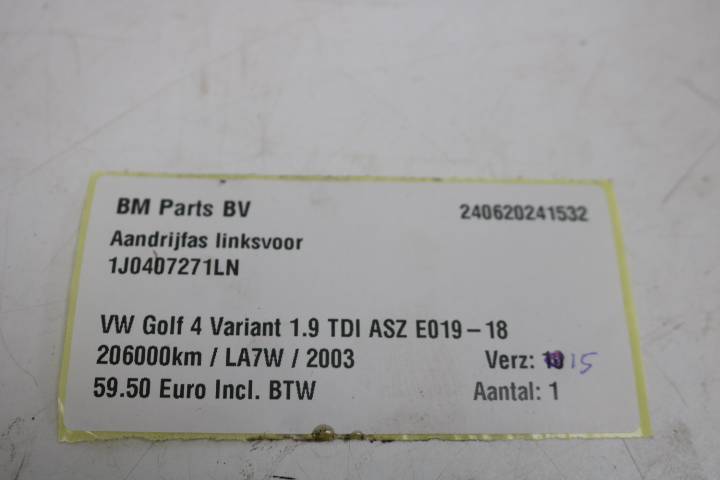 BM Parts BV 240620241532
Aandrijfas linksvoor
1J0407271LN
VW Golf 4 Variant 1.9 TDI ASZ E019-18
206000km / LA7W / 2003 Verz: 15
59.50 Euro Incl. BTW Aantal: 1